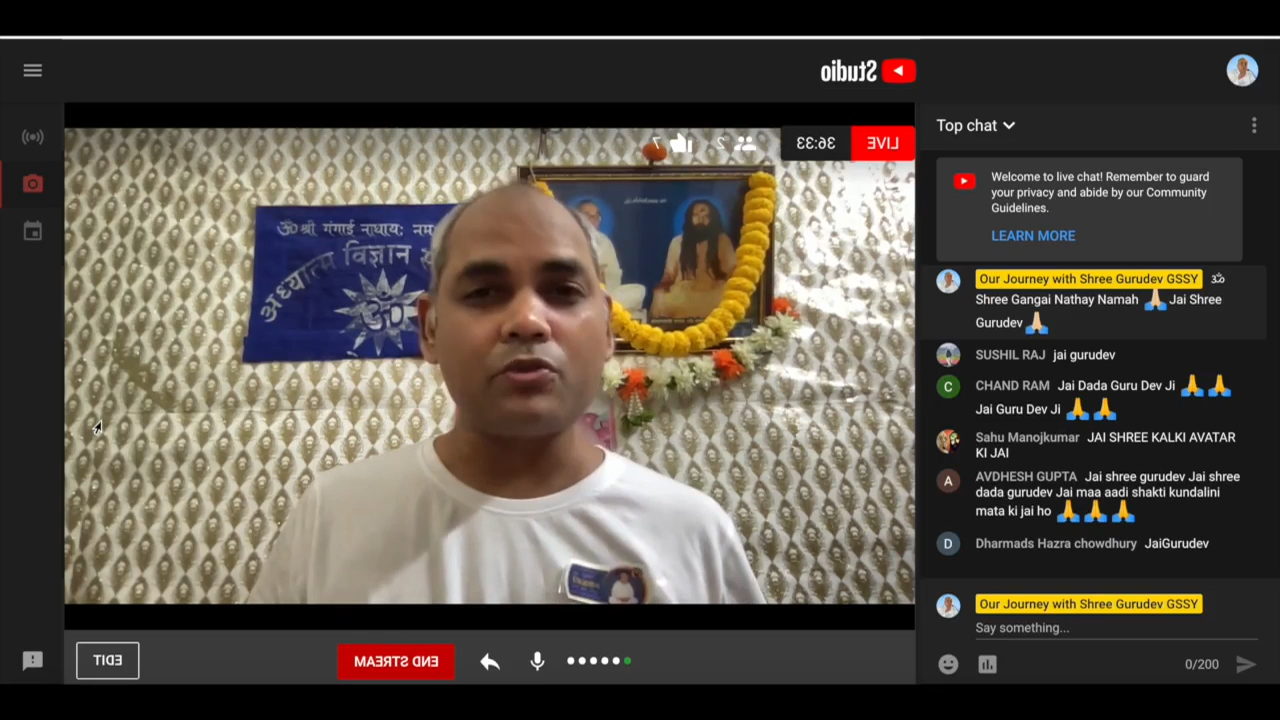 Studio
Top chat
LIVE
36:33
2
7
Welcome to live chat! Remember to guard
your privacy and abide by our Community
Guidelines.
LEARN MORE
ॐ श्री गंगाई नाथाय: नम
अध्यात्म विज्ञान
ॐ
Our Journey with Shree Gurudev GSSY ॐ
Shree Gangai Nathay Namah 🙏🏻 Jai Shree
Gurudev 🙏🏻
SUSHIL RAJ jai gurudev
C CHAND RAM Jai Dada Guru Dev Ji 🙏 🙏
Jai Guru Dev Ji 🙏 🙏
Sahu Manojkumar JAI SHREE KALKI AVATAR
KI JAI
A AVDHESH GUPTA Jai shree gurudev Jai shree
dada gurudev Jai maa aadi shakti kundalini
mata ki jai ho 🙏 🙏 🙏
D Dharmads Hazra chowdhury JaiGurudev
Our Journey with Shree Gurudev GSSY
Say something...
0/200
EDIT
END STREAM